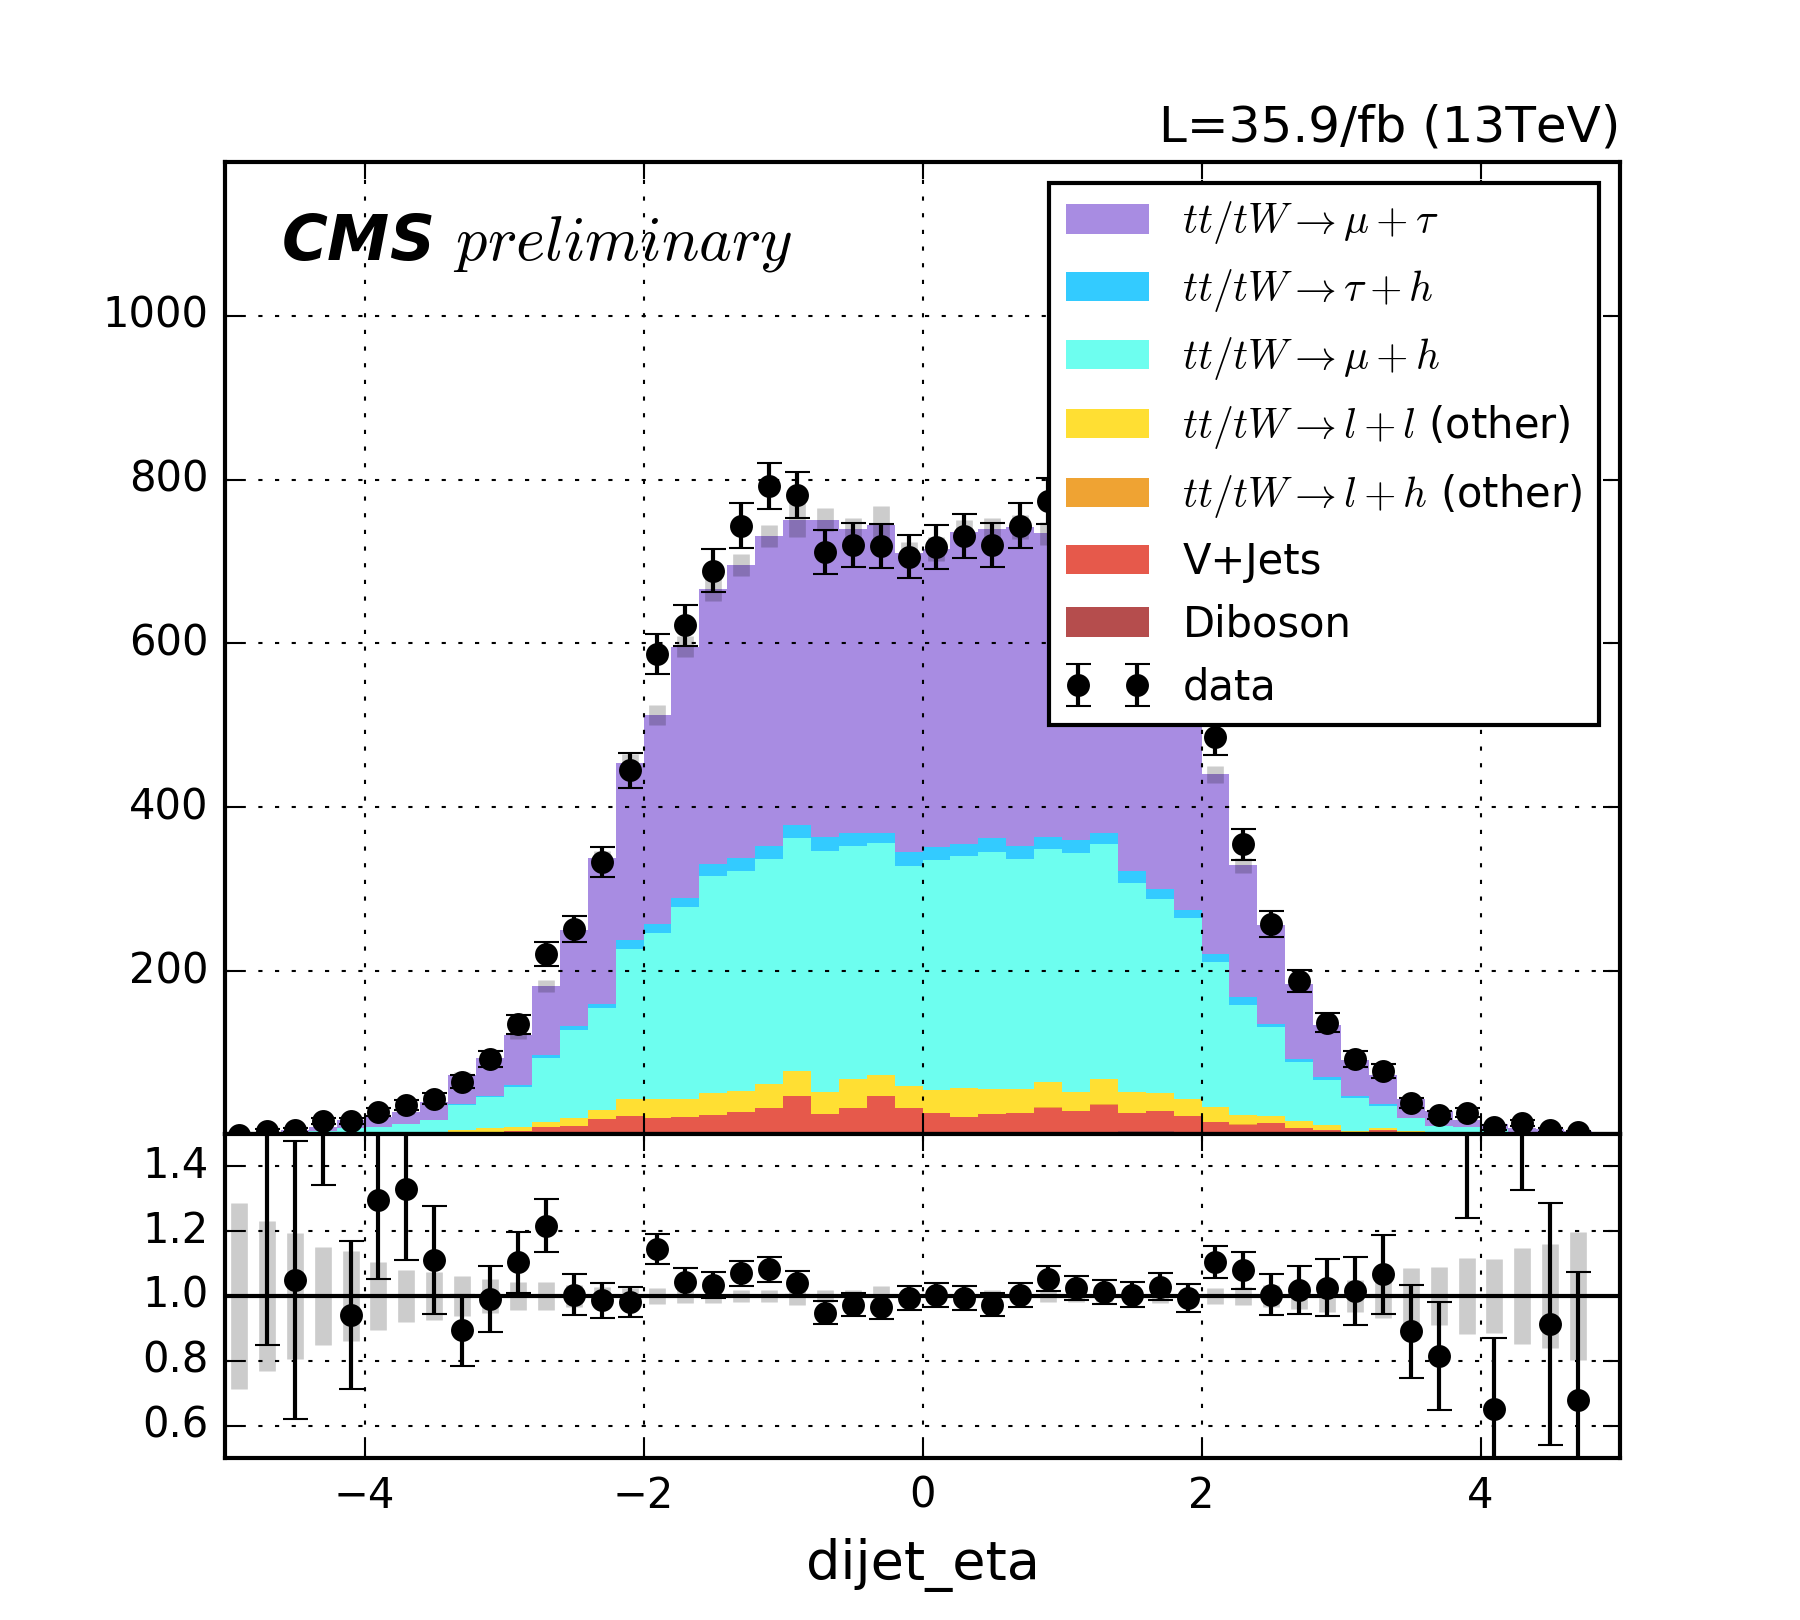 L=35.9/fb (13TeV)
CMS preliminary
tt/tW→μ+τ
tt/tW→τ+h
tt/tW→μ+h
tt/tW→l+l (other)
tt/tW→l+h (other)
V+Jets
Diboson
data
1000
800
600
400
200
1.4
1.2
1.0
0.8
0.6
−4 −2 0 2 4
dijet_eta